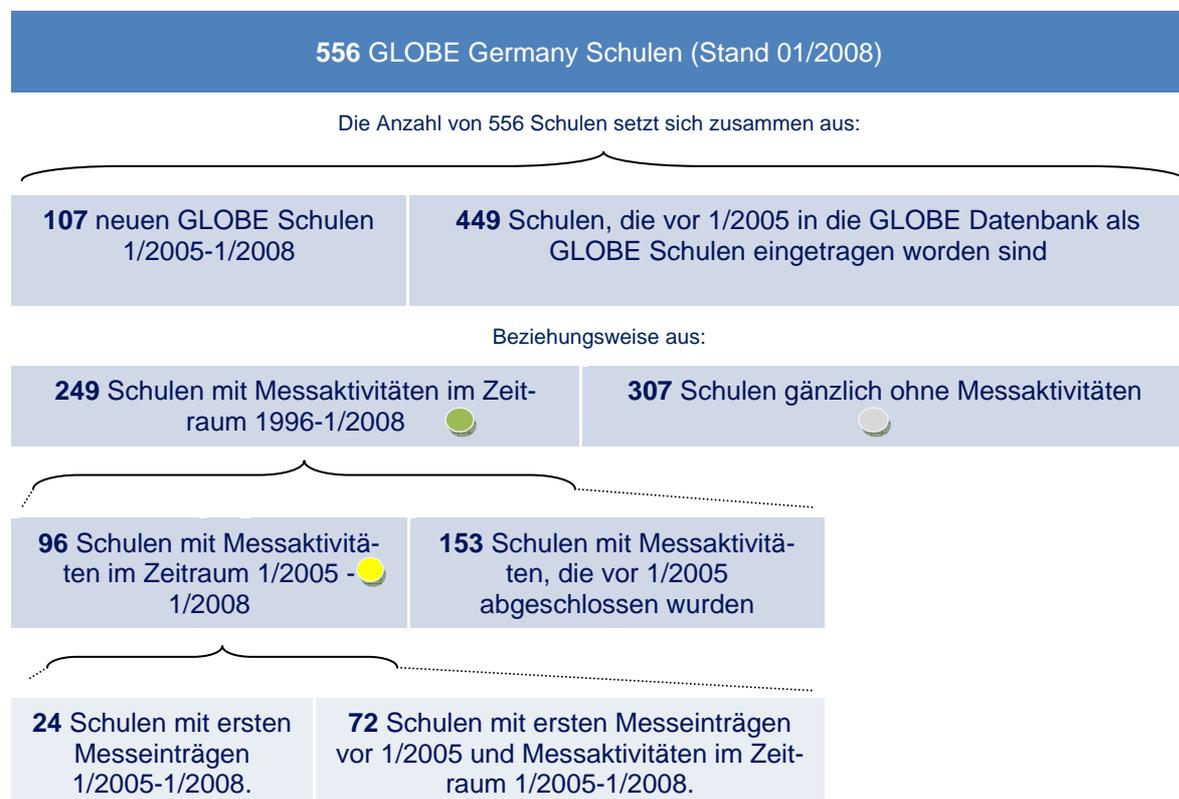 556 GLOBE Germany Schulen (Stand 01/2008)
Die Anzahl von 556 Schulen setzt sich zusammen aus:
107 neuen GLOBE Schulen
1/2005-1/2008
449 Schulen, die vor 1/2005 in die GLOBE Datenbank als
GLOBE Schulen eingetragen worden sind
Beziehungsweise aus:
249 Schulen mit Messaktivitäten im Zeit-
raum 1996-1/2008
307 Schulen gänzlich ohne Messaktivitäten
96 Schulen mit Messaktivitä-
ten im Zeitraum 1/2005 -
1/2008
153 Schulen mit Messaktivitä-
ten, die vor 1/2005
abgeschlossen wurden
24 Schulen mit ersten
Messeinträgen
1/2005-1/2008.
72 Schulen mit ersten Messeinträgen
vor 1/2005 und Messaktivitäten im Zeit-
raum 1/2005-1/2008.